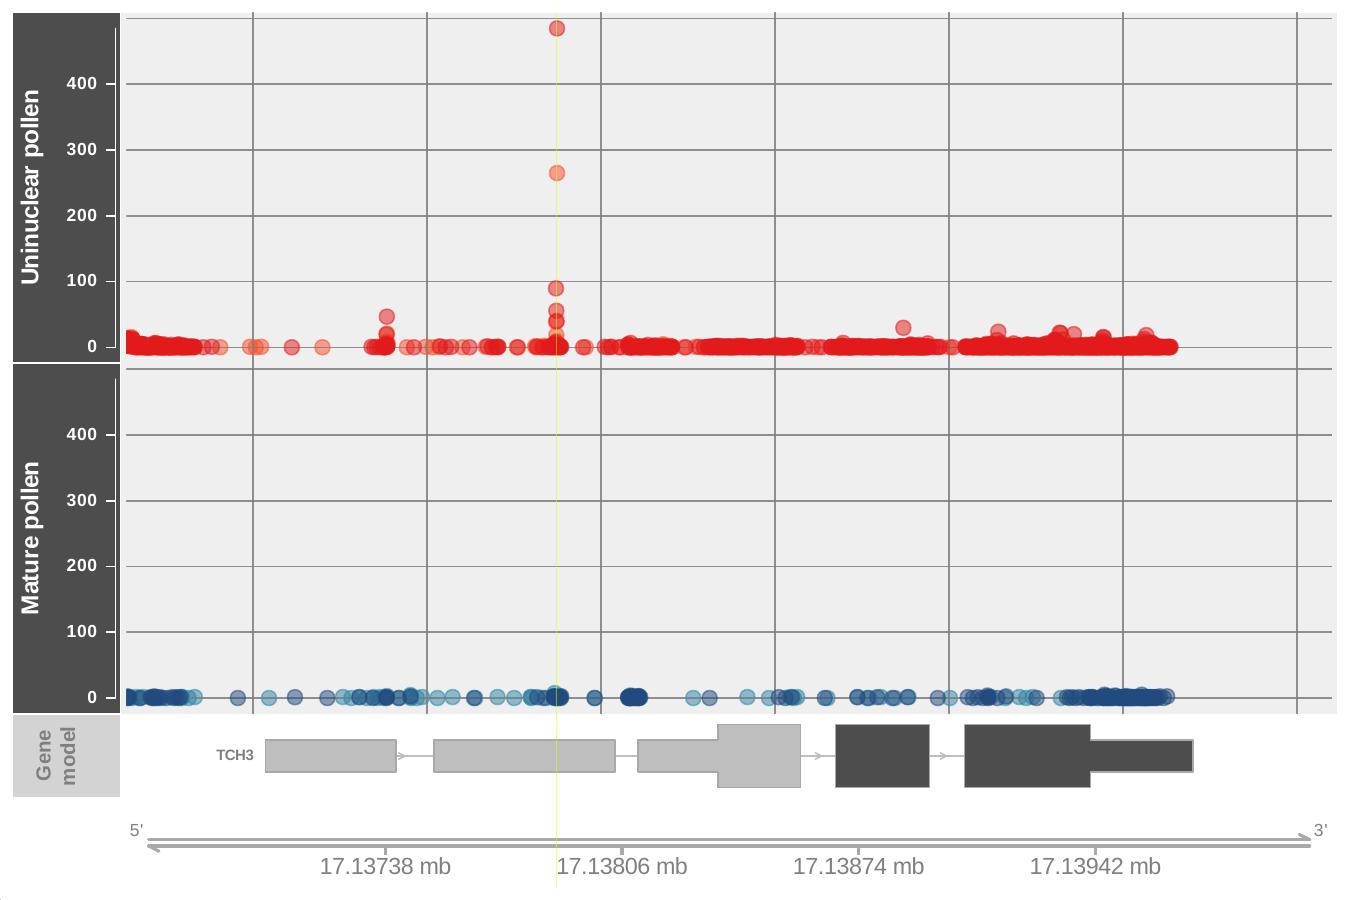 Uninuclear pollen
400
300
200
100
0
Mature pollen
400
300
200
100
0
Gene
model
TCH3
5'
3'
17.13738 mb
17.13806 mb
17.13874 mb
17.13942 mb